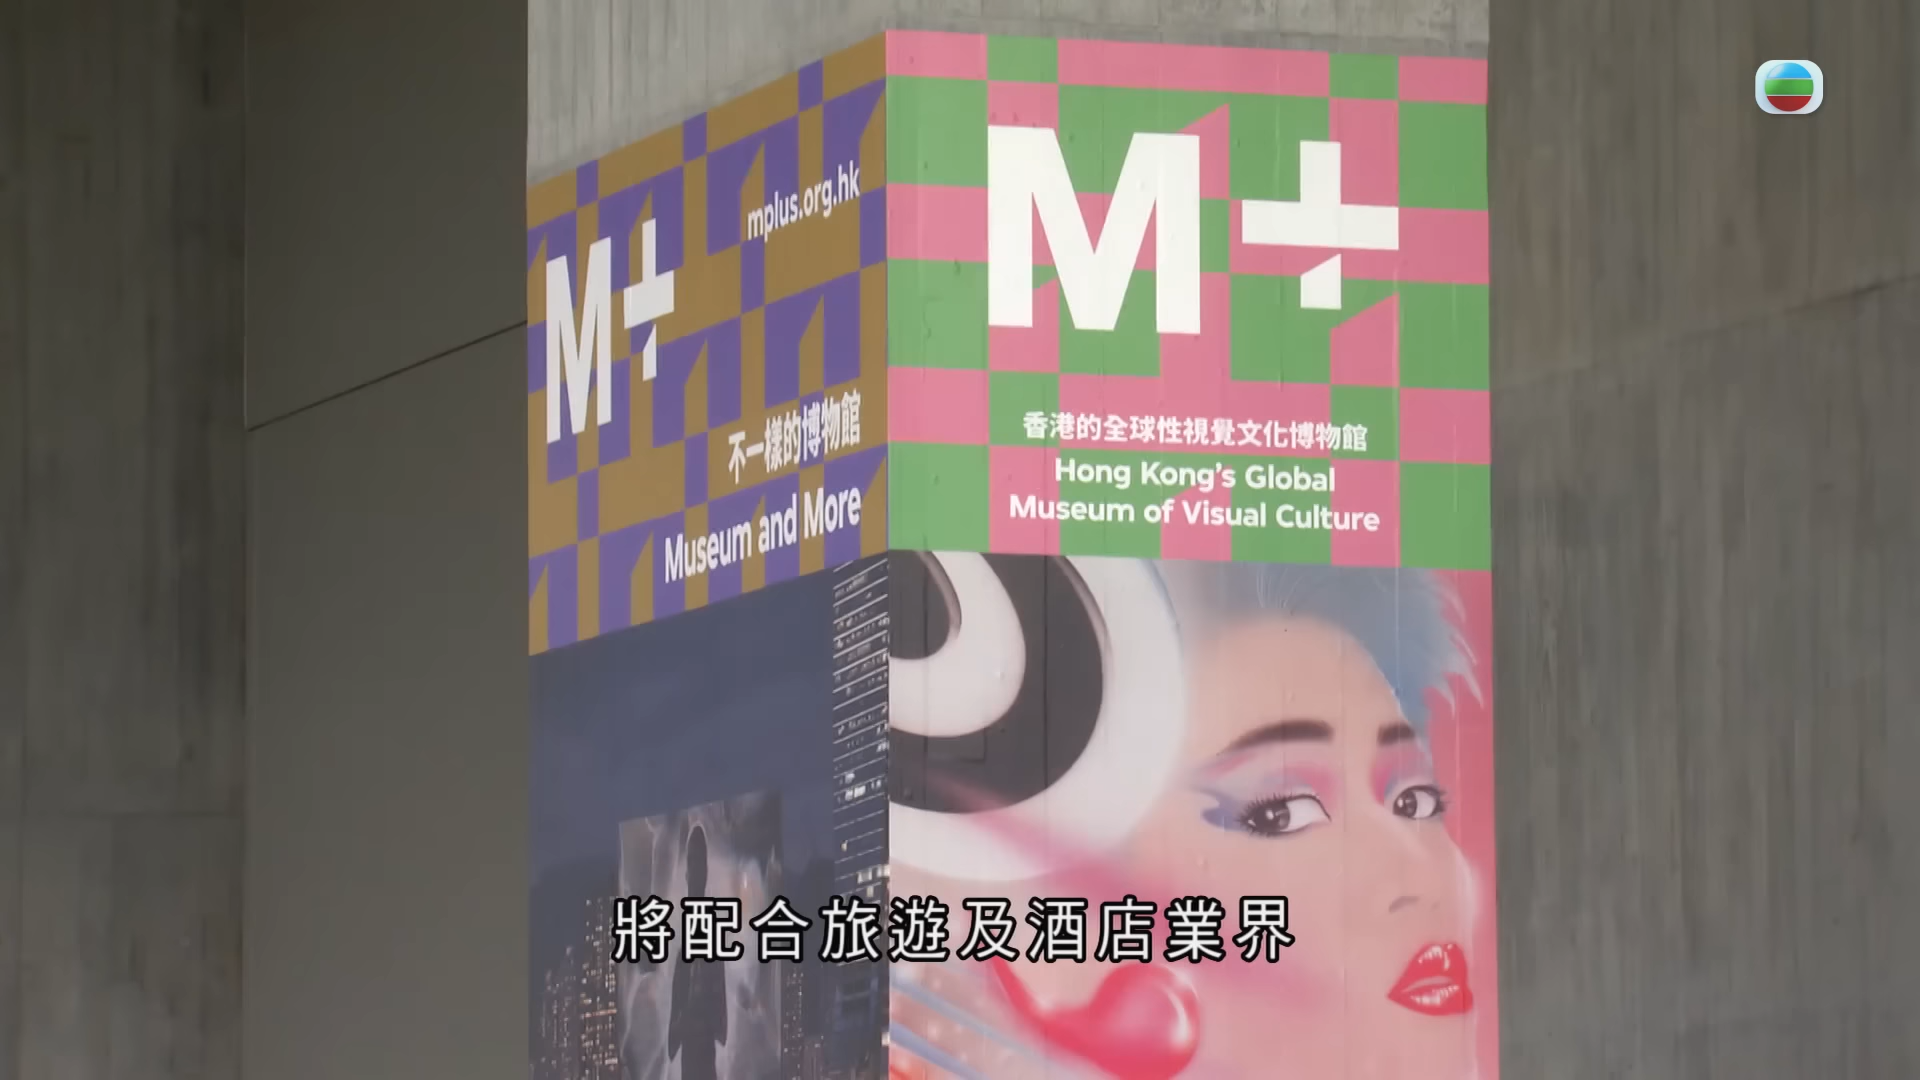 mplus.org.hk
M+
不一樣的博物館
Museum and More
M+
香港的全球性視覺文化博物館
Hong Kong's Global
Museum of Visual Culture
將配合旅遊及酒店業界